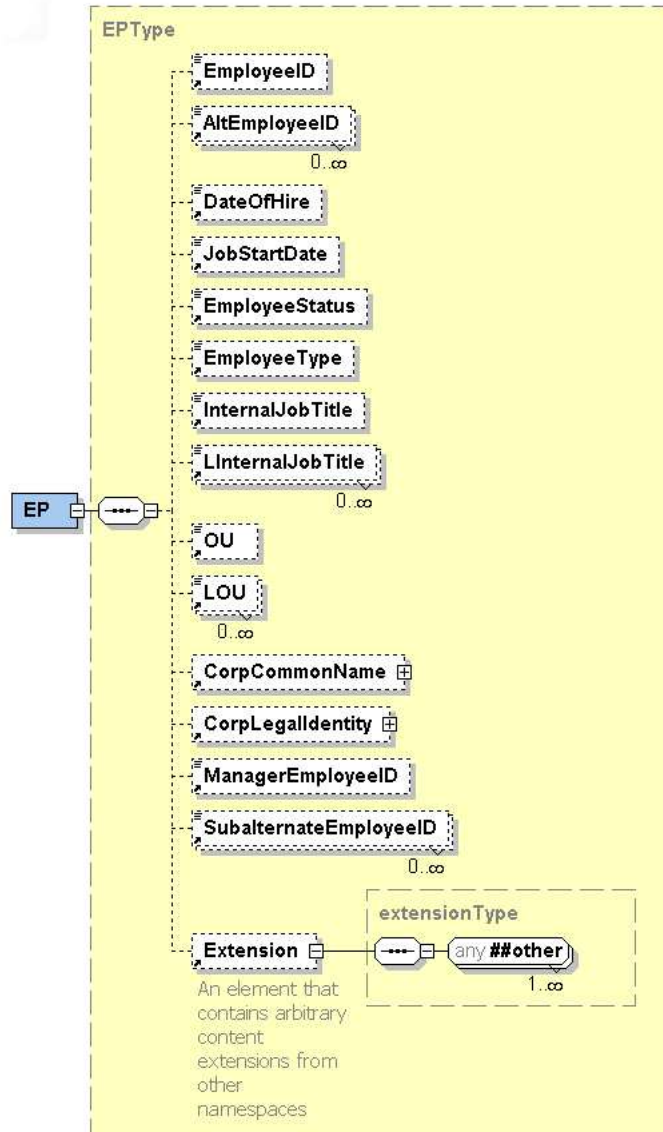 EPType
EmployeeID
AltEmployeeID
0..∞
DateOfHire
JobStartDate
EmployeeStatus
EmployeeType
InternalJobTitle
LInternalJobTitle
0..∞
EP
OU
LOU
0..∞
CorpCommonName
CorpLegalIdentity
ManagerEmployeeID
SubalternateEmployeeID
0..∞
extensionType
Extension
any ##other
1..∞
An element that
contains arbitrary
content
extensions from
other
namespaces